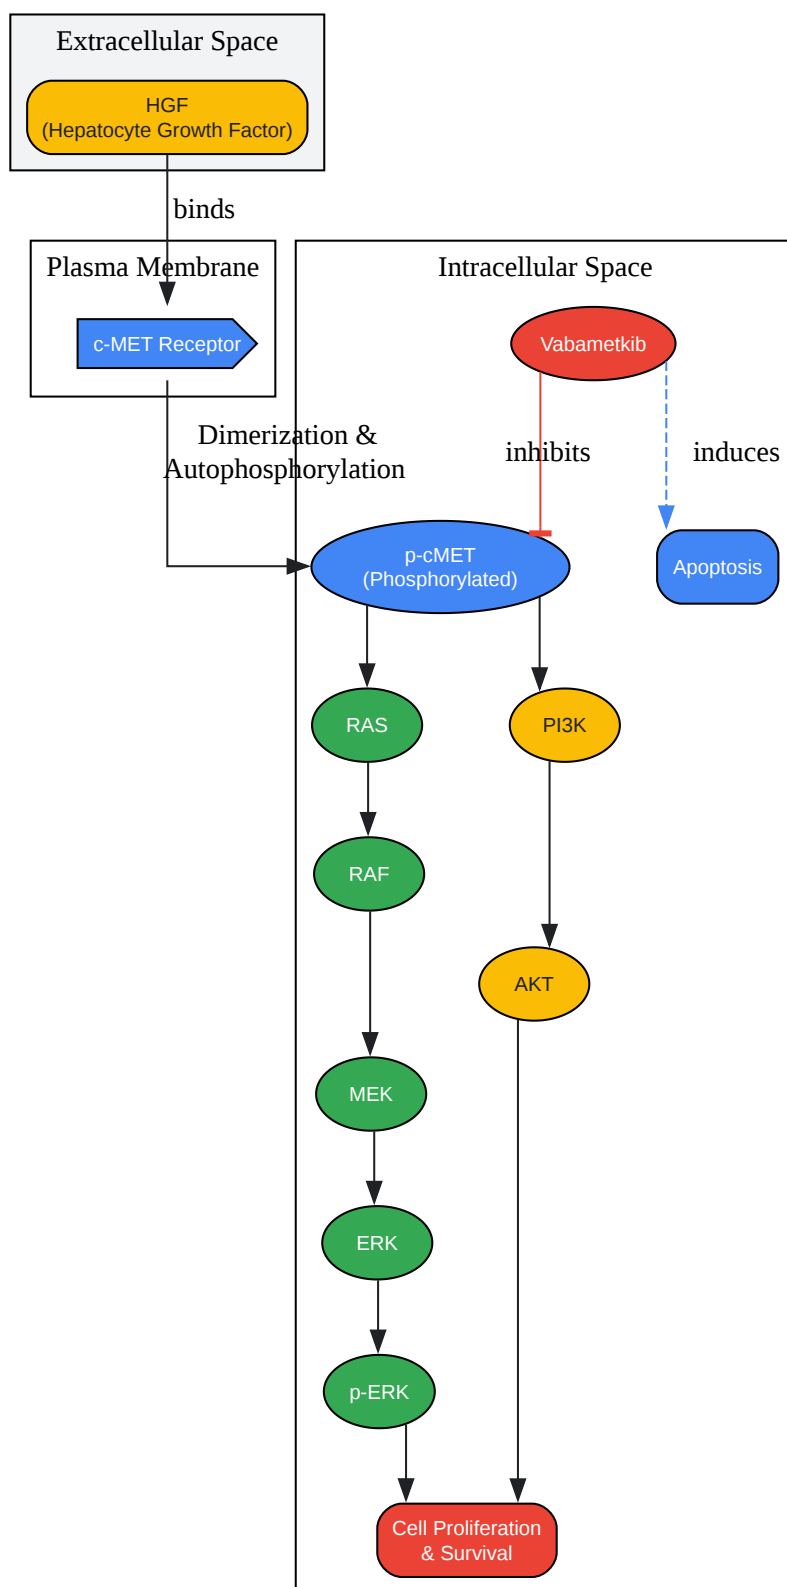 Extracellular Space
HGF
(Hepatocyte Growth Factor)
binds
Plasma Membrane
c-MET Receptor
Intracellular Space
Vabametkib
Dimerization &
Autophosphorylation
inhibits
induces
p-cMET
(Phosphorylated)
Apoptosis
RAS
PI3K
RAF
AKT
MEK
ERK
p-ERK
Cell Proliferation
& Survival